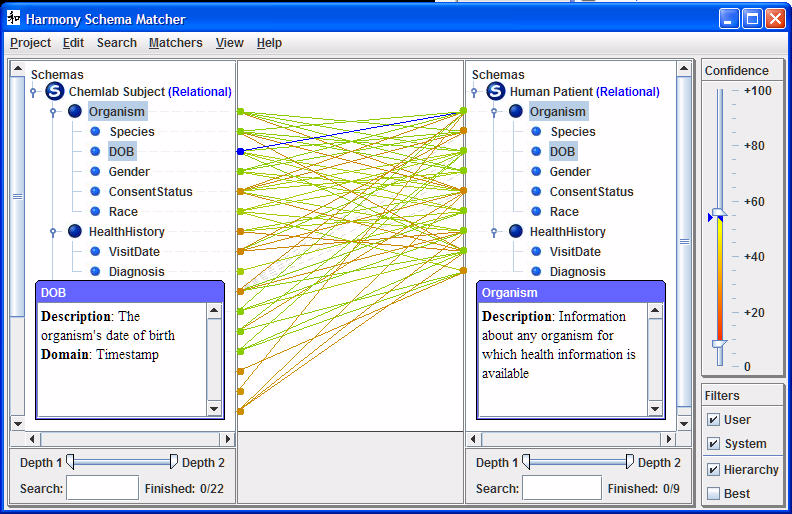 和 Harmony Schema Matcher
Project Edit Search Matchers View Help
Schemas
S Chemlab Subject (Relational)
Organism
Species
DOB
Gender
ConsentStatus
Race
HealthHistory
VisitDate
Diagnosis
DOB
Description: The
organism's date of birth
Domain: Timestamp
Depth 1 Depth 2
Search: Finished: 0/22
Schemas
S Human Patient (Relational)
Organism
Species
DOB
Gender
ConsentStatus
Race
HealthHistory
VisitDate
Diagnosis
Organism
Description: Information
about any organism for
which health information is
available
Depth 1 Depth 2
Search: Finished: 0/9
Confidence
+100
+80
+60
+40
+20
0
Filters
User
System
Hierarchy
Best